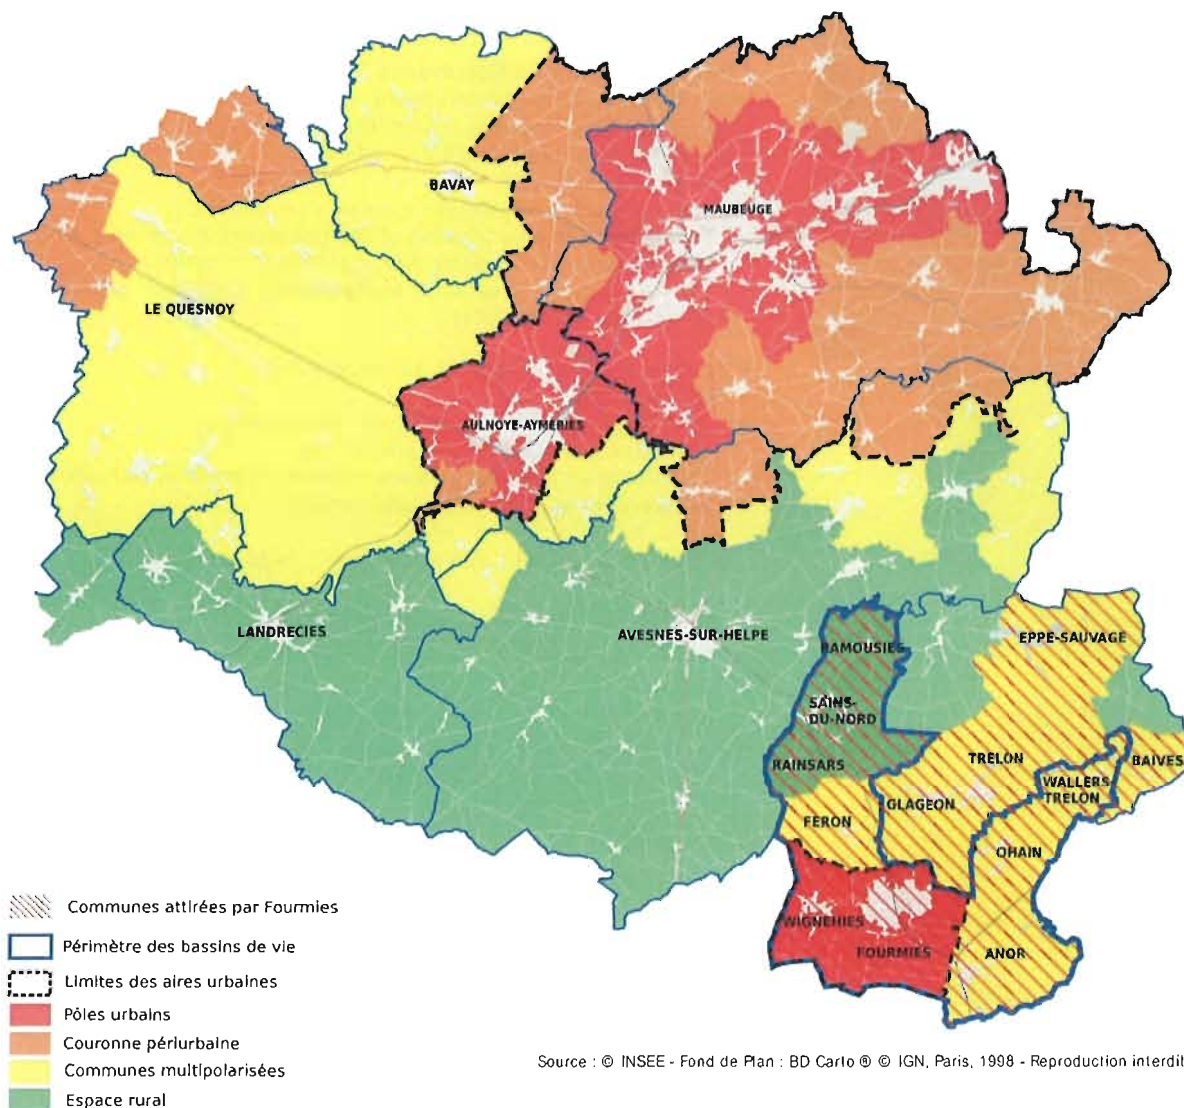 BAVAY
MAUBEUGE
LE QUESNOY
AULNOYE-AYMERIES
LANDRECIES
AVESNES-SUR-HELPE
RAMOUSIES
EPPE-SAUVAGE
SAINS-
DU-NORD
RAINSARS
TRELON
BAIVES
WALLERS-
TRELON
GLAGEON
FERON
OHAIN
WIGNEHIES
FOURMIES
ANOR
Communes attirées par Fourmies
Périmètre des bassins de vie
Limites des aires urbaines
Pôles urbains
Couronne périurbaine
Communes multipolarisées
Espace rural
Source : © INSEE - Fond de Plan : BD Carto ® © IGN, Paris, 1998 - Reproduction interdit